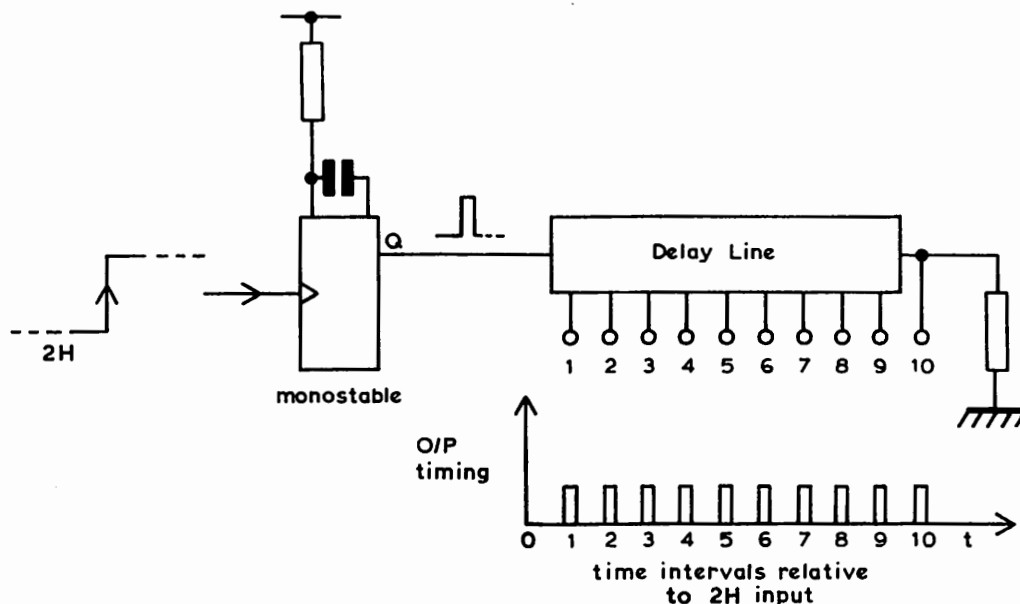 Q
Delay Line
2H
1 2 3 4 5 6 7 8 9 10
monostable
O/P
timing
0 1 2 3 4 5 6 7 8 9 10 t
time intervals relative
to 2H input